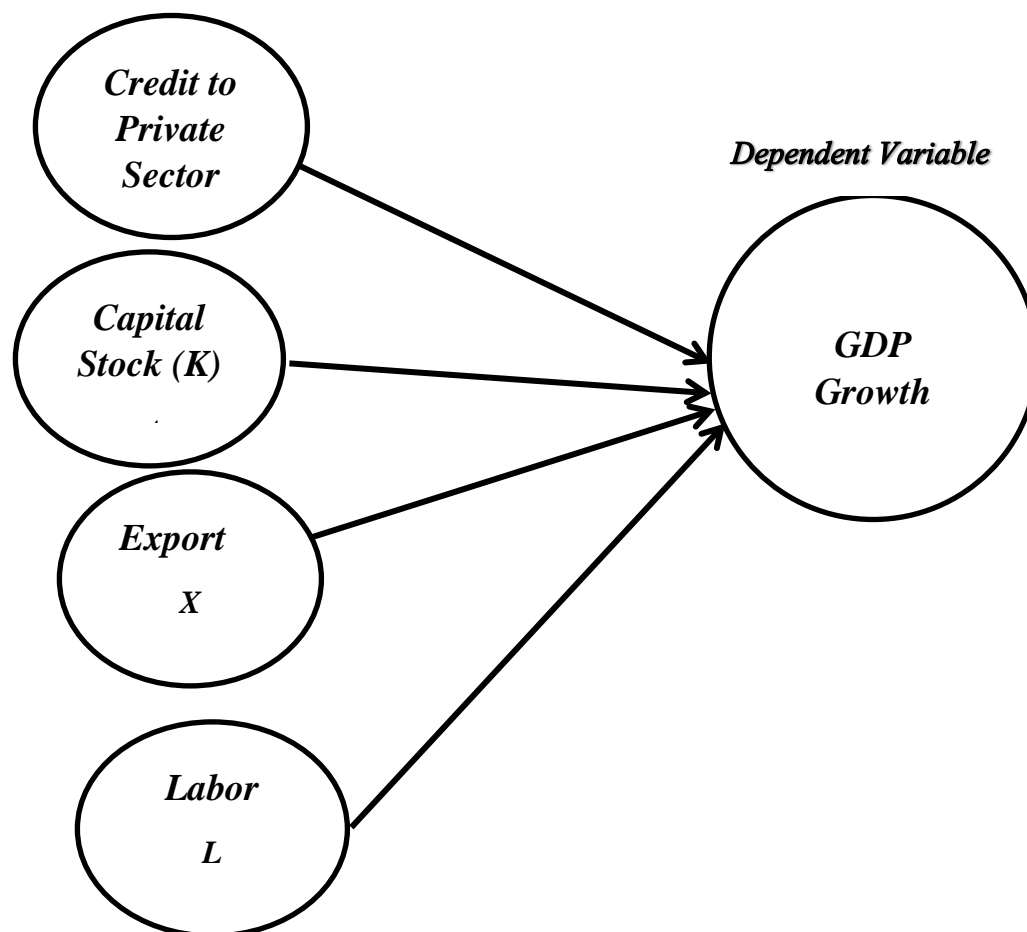 Credit to
Private
Sector
Dependent Variable
Capital
Stock (K)
GDP
Growth
Export
X
Labor
L